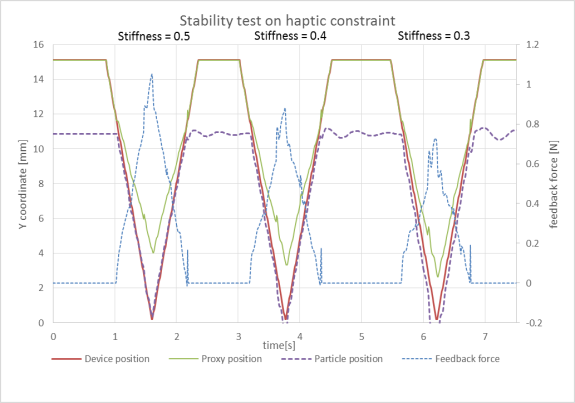 Stability test on haptic constraint
Stiffness = 0.5 Stiffness = 0.4 Stiffness = 0.3
16
14
12
10
8
6
4
2
0
Y coordinate [mm]
1.2
1
0.8
0.6
0.4
0.2
0
-0.2
feedback force [N]
0 1 2 3 4 5 6 7
time[s]
Device position Proxy position Particle position Feedback force